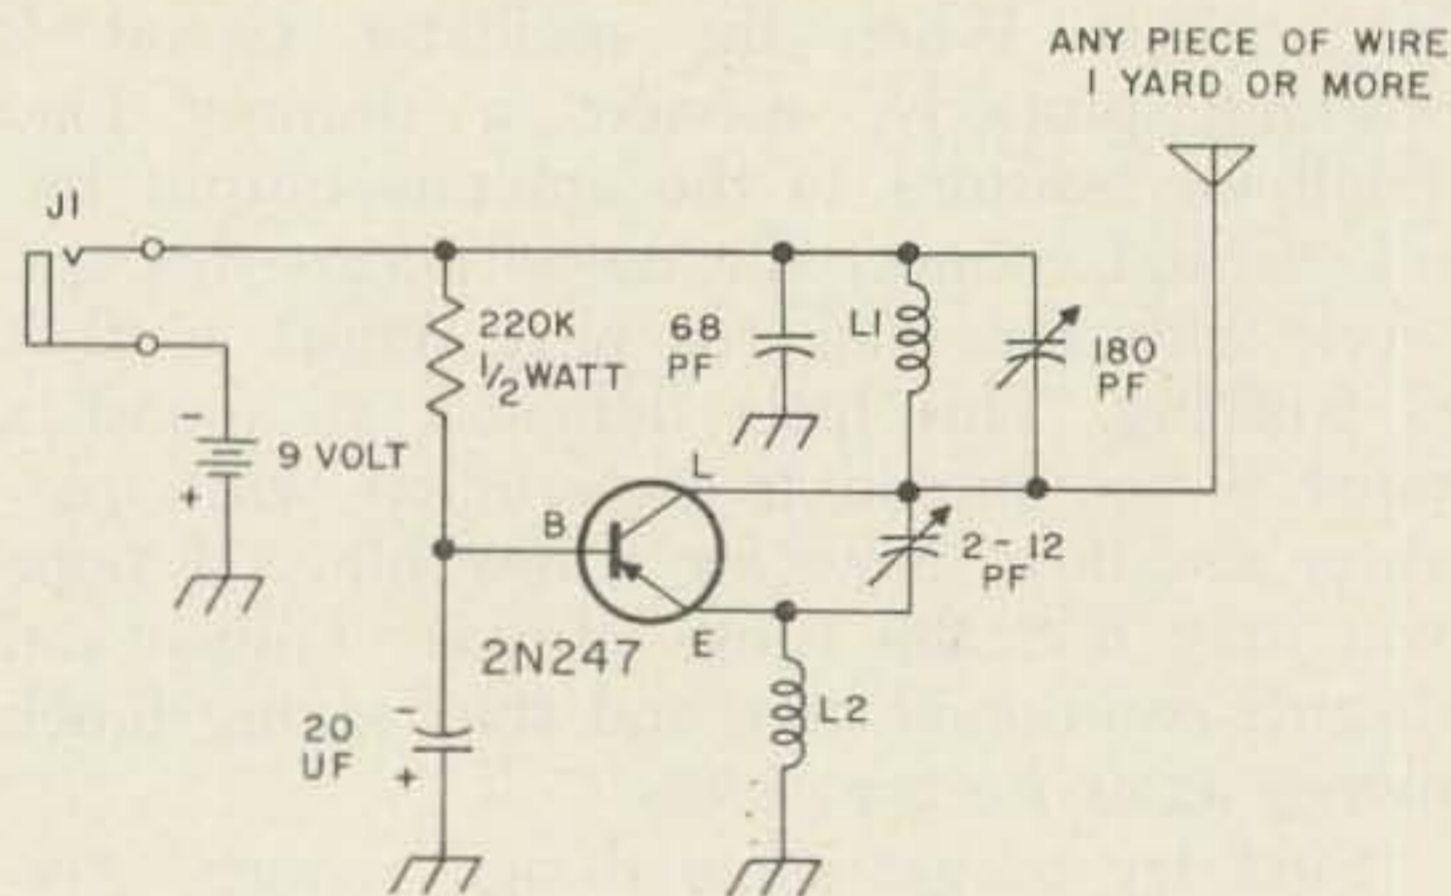 ANY PIECE OF WIRE
1 YARD OR MORE
J1
220K
1/2 WATT
68
PF
L1
180
PF
-
9 VOLT
+
L
B
2-12
PF
2N247
E
-
20
UF
+
L2